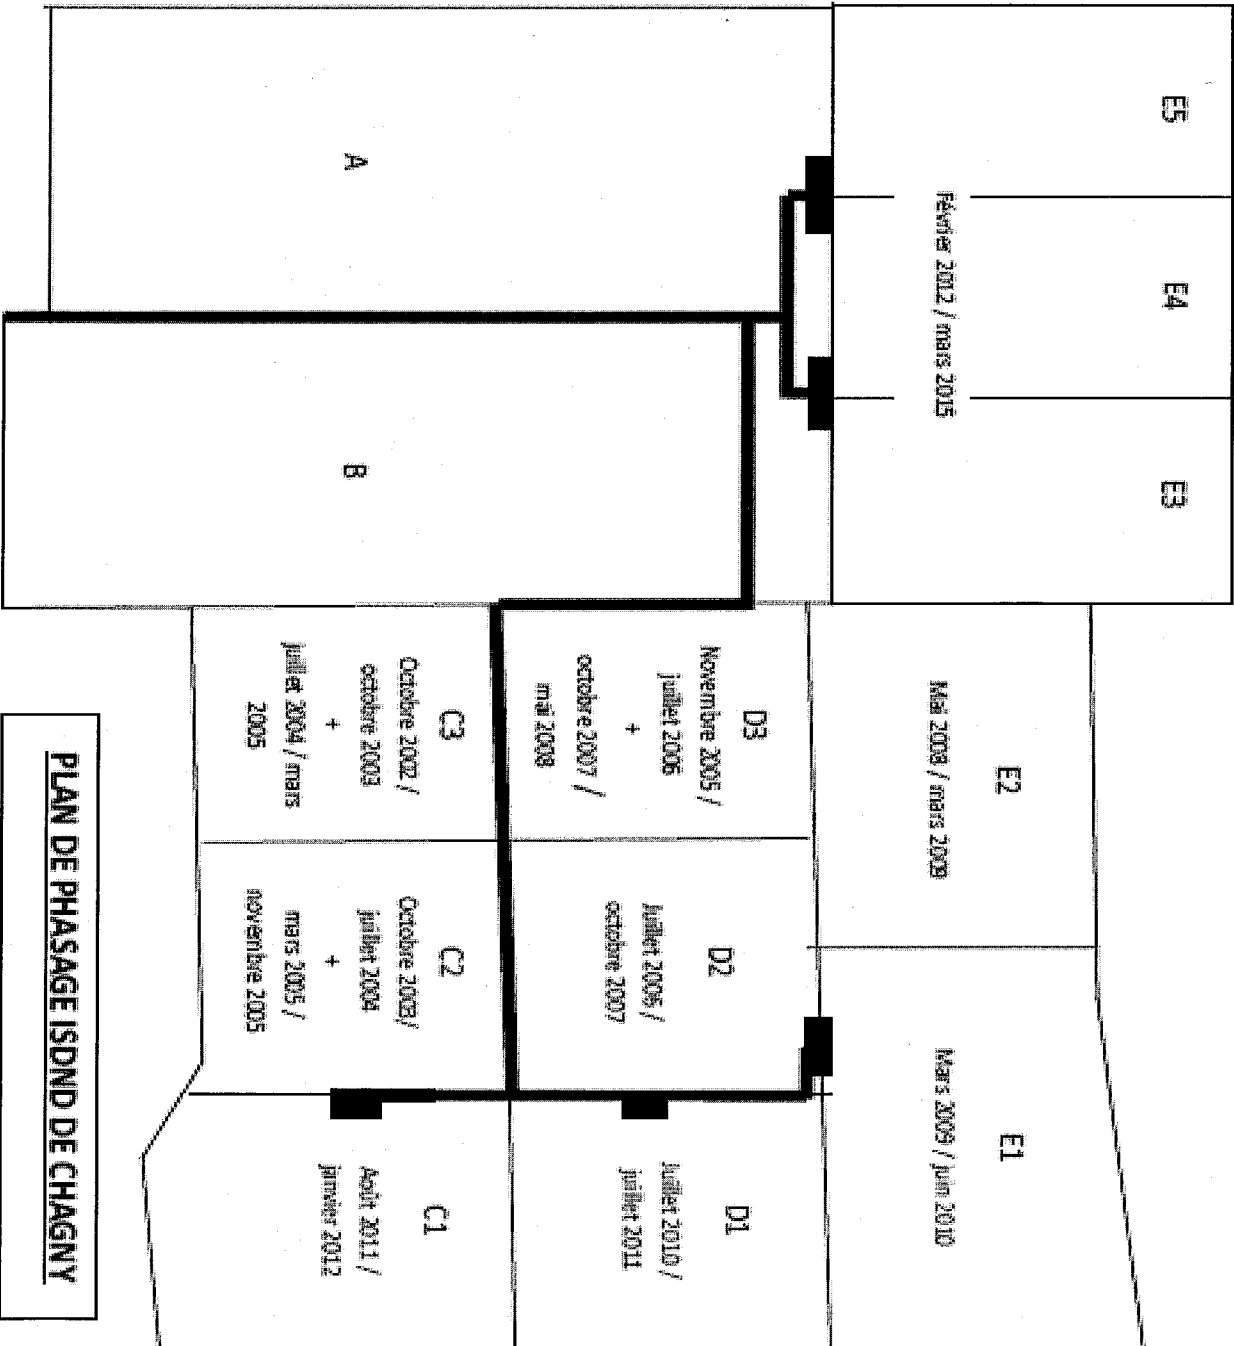 E5
E4
E3
Février 2012 / mars 2015
E2
Mai 2008 / mars 2009
E1
Mars 2009 / juin 2010
A
B
D3
Novembre 2005 /
juillet 2006
+
octobre 2007 /
mai 2008
D2
Juillet 2006 /
octobre 2007
D1
Juillet 2010 /
juillet 2011
C3
Octobre 2002 /
octobre 2003
+
juillet 2004 / mars
2005
C2
Octobre 2003/
juillet 2004
+
mars 2005 /
novembre 2005
C1
Août 2011 /
janvier 2012
PLAN DE PHASAGE ISDND DE CHAGNY